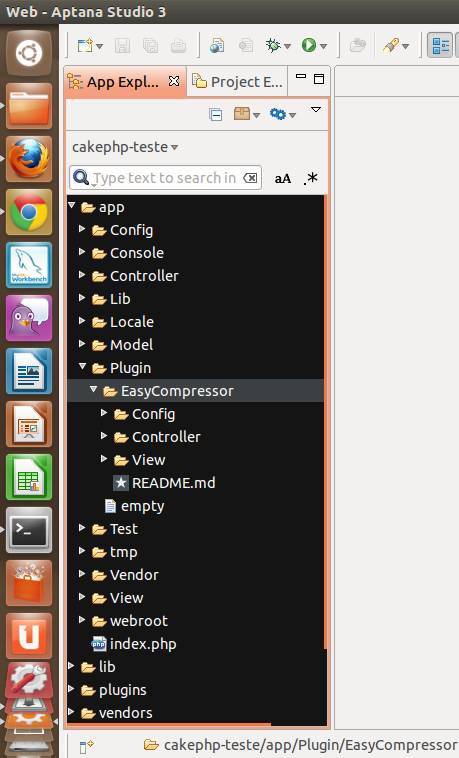 Web - Aptana Studio 3
App Expl...
Project E...
cakephp-teste
Type text to search in
aA .*
app
Config
Console
Controller
Lib
Locale
Model
Plugin
EasyCompressor
Config
Controller
View
README.md
empty
Test
tmp
Vendor
View
webroot
index.php
lib
plugins
vendors
cakephp-teste/app/Plugin/EasyCompressor
Workbench
php